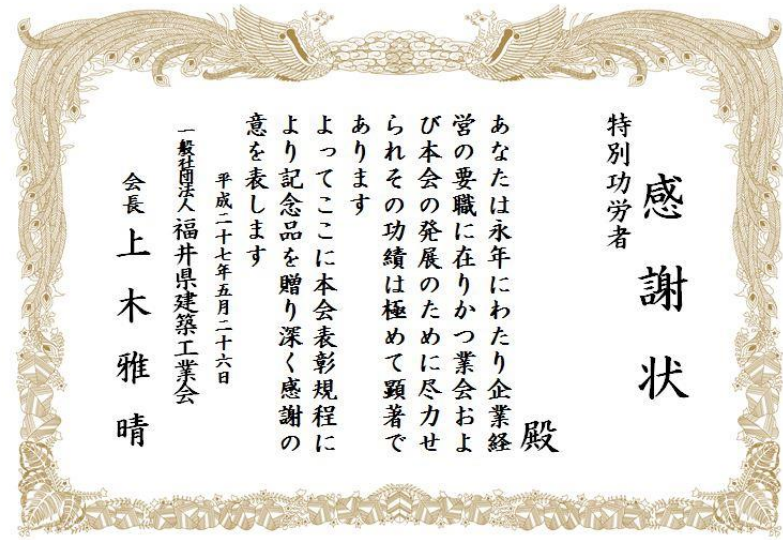 感謝状
特別功労者
殿
あなたは永年にわたり企業経
営の要職に在りかつ業会およ
び本会の発展のために尽力せ
られその功績は極めて顕著で
あります
よってここに本会表彰規程に
より記念品を贈り深く感謝の
意を表します
平成二十七年五月二十六日
一般社団法人福井県建築工業会
会長上木雅晴